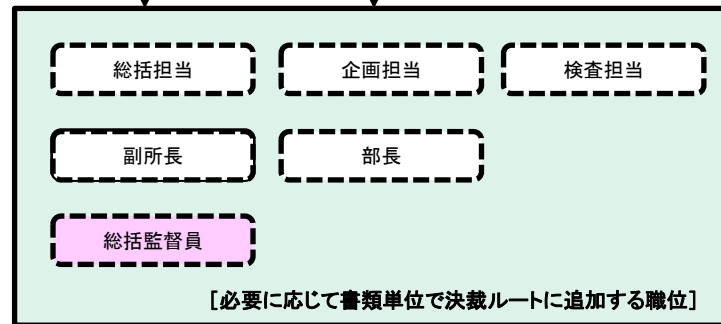 総括担当
企画担当
検査担当
副所長
部長
総括監督員
[必要に応じて書類単位で決裁ルートに追加する職位]